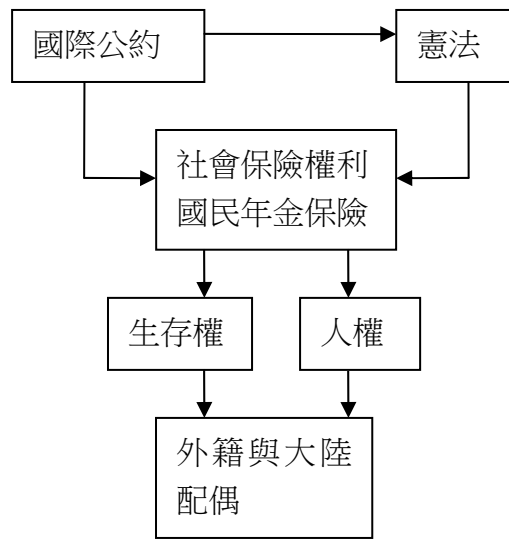 國際公約
憲法
社會保險權利
國民年金保險
生存權
人權
外籍與大陸
配偶